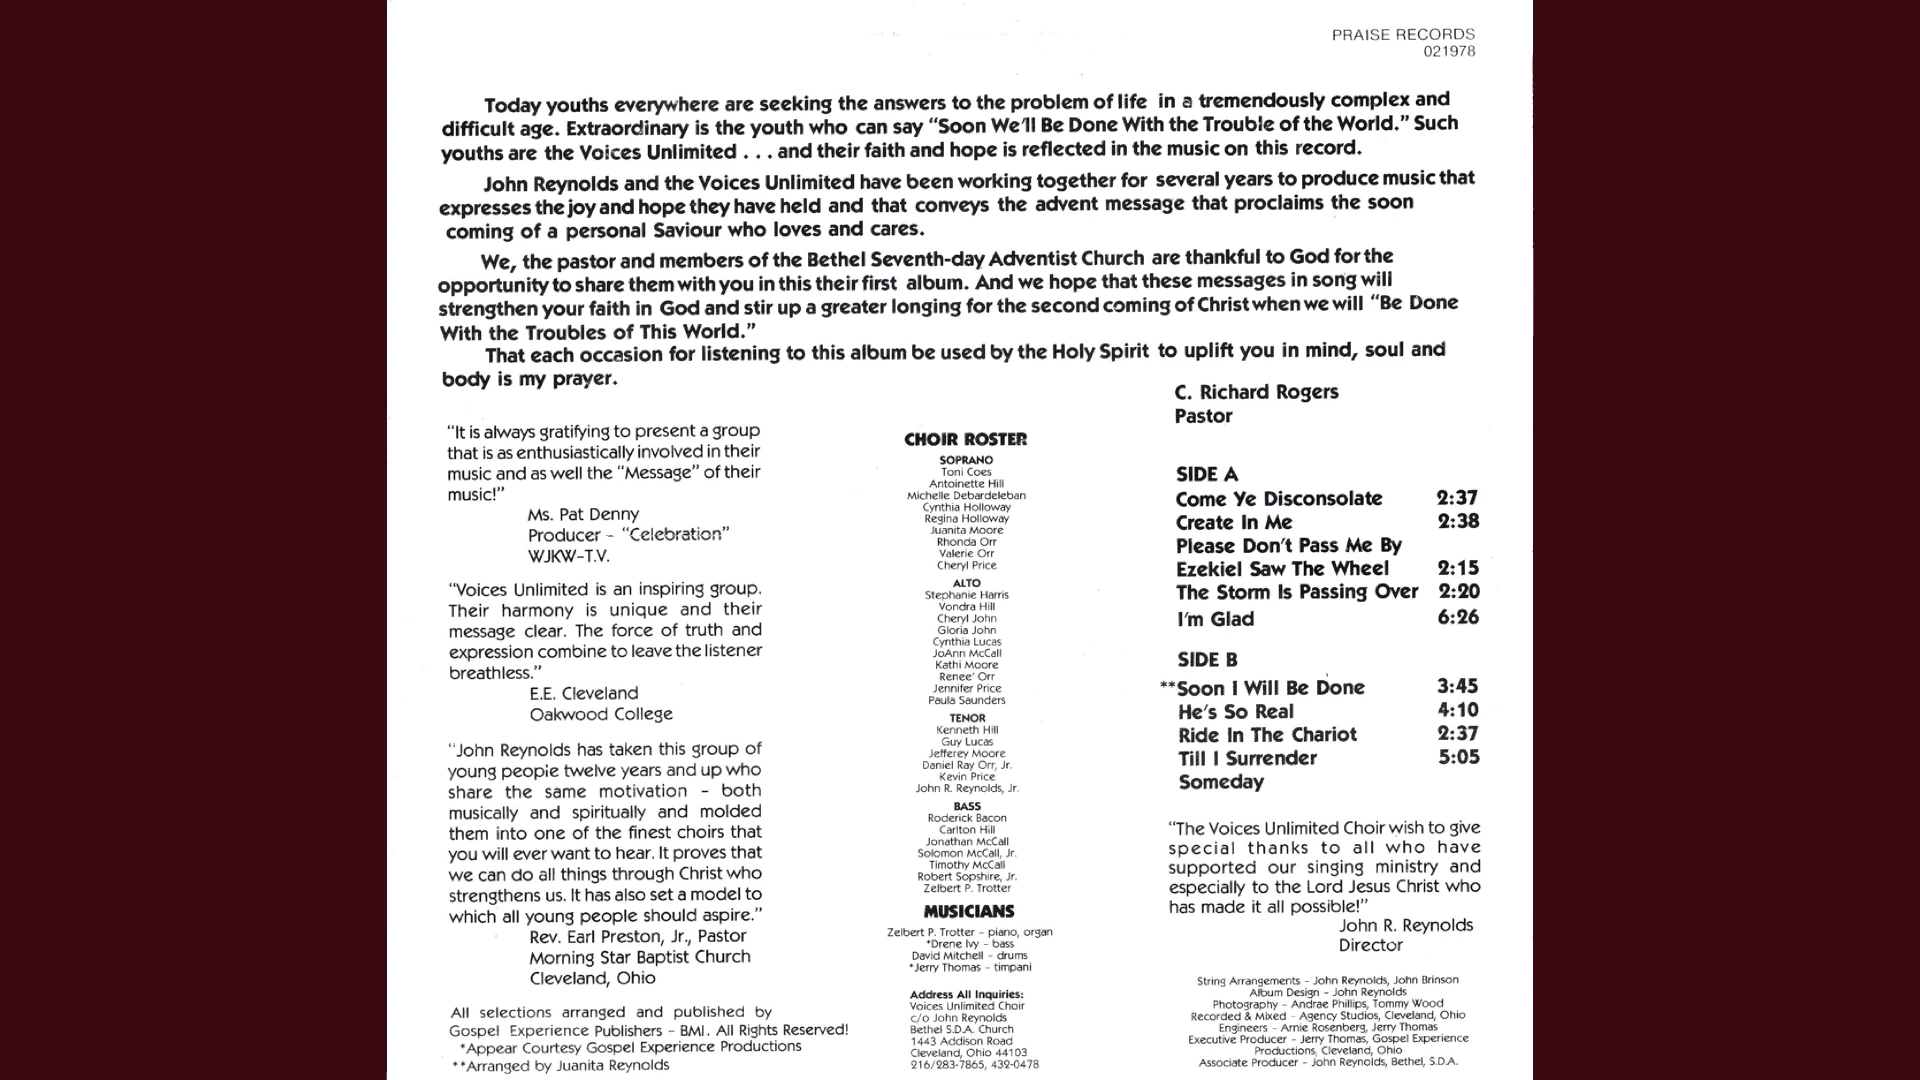 PRAISE RECORDS
021978
Today youths everywhere are seeking the answers to the problem of life in a tremendously complex and
difficult age. Extraordinary is the youth who can say “Soon We'll Be Done With the Trouble of the World.” Such
youths are the Voices Unlimited . . . and their faith and hope is reflected in the music on this record.
John Reynolds and the Voices Unlimited have been working together for several years to produce music that
expresses the joy and hope they have held and that conveys the advent message that proclaims the soon
coming of a personal Saviour who loves and cares.
We, the pastor and members of the Bethel Seventh-day Adventist Church are thankful to God for the
opportunity to share them with you in this their first album. And we hope that these messages in song will
strengthen your faith in God and stir up a greater longing for the second coming of Christ when we will “Be Done
With the Troubles of This World.”
That each occasion for listening to this album be used by the Holy Spirit to uplift you in mind, soul and
body is my prayer.
C. Richard Rogers
Pastor
“It is always gratifying to present a group
that is as enthusiastically involved in their
music and as well the “Message” of their
music!”
Ms. Pat Denny
Producer – “Celebration”
WJKW–T.V.
“Voices Unlimited is an inspiring group.
Their harmony is unique and their
message clear. The force of truth and
expression combine to leave the listener
breathless.”
E.E. Cleveland
Oakwood College
“John Reynolds has taken this group of
young people twelve years and up who
share the same motivation – both
musically and spiritually and molded
them into one of the finest choirs that
you will ever want to hear. It proves that
we can do all things through Christ who
strengthens us. It has also set a model to
which all young people should aspire.”
Rev. Earl Preston, Jr., Pastor
Morning Star Baptist Church
Cleveland, Ohio
All selections arranged and published by
Gospel Experience Publishers – BMI. All Rights Reserved!
*Appear Courtesy Gospel Experience Productions
**Arranged by Juanita Reynolds
CHOIR ROSTER
SOPRANO
Toni Coes
Antoinette Hill
Michelle Debardeleban
Cynthia Holloway
Regina Holloway
Juanita Moore
Rhonda Orr
Valerie Orr
Cheryl Price
ALTO
Stephanie Harris
Vondra Hill
Cheryl John
Gloria John
Cynthia Lucas
JoAnn McCall
Kathi Moore
Renee' Orr
Jennifer Price
Paula Saunders
TENOR
Kenneth Hill
Guy Lucas
Jefferey Moore
Daniel Ray Orr, Jr.
Kevin Price
John R. Reynolds, Jr.
BASS
Roderick Bacon
Carlton Hill
Jonathan McCall
Solomon McCall, Jr.
Timothy McCall
Robert Sopshire, Jr.
Zelbert P. Trotter
MUSICIANS
Zelbert P. Trotter – piano, organ
*Drene Ivy – bass
David Mitchell – drums
*Jerry Thomas – timpani
Address All Inquiries:
Voices Unlimited Choir
c/o John Reynolds
Bethel S.D.A. Church
1443 Addison Road
Cleveland, Ohio 44103
216/283-7865, 432-0478
SIDE A
Come Ye Disconsolate 2:37
Create In Me 2:38
Please Don't Pass Me By
Ezekiel Saw The Wheel 2:15
The Storm Is Passing Over 2:20
I'm Glad 6:26
SIDE B
**Soon I Will Be Done 3:45
He's So Real 4:10
Ride In The Chariot 2:37
Till I Surrender 5:05
Someday
“The Voices Unlimited Choir wish to give
special thanks to all who have
supported our singing ministry and
especially to the Lord Jesus Christ who
has made it all possible!”
John R. Reynolds
Director
String Arrangements – John Reynolds, John Brinson
Album Design – John Reynolds
Photography – Andrae Phillips, Tommy Wood
Recorded & Mixed – Agency Studios, Cleveland, Ohio
Engineers – Arnie Rosenberg, Jerry Thomas
Executive Producer – Jerry Thomas, Gospel Experience
Productions, Cleveland, Ohio
Associate Producer – John Reynolds, Bethel, S.D.A.